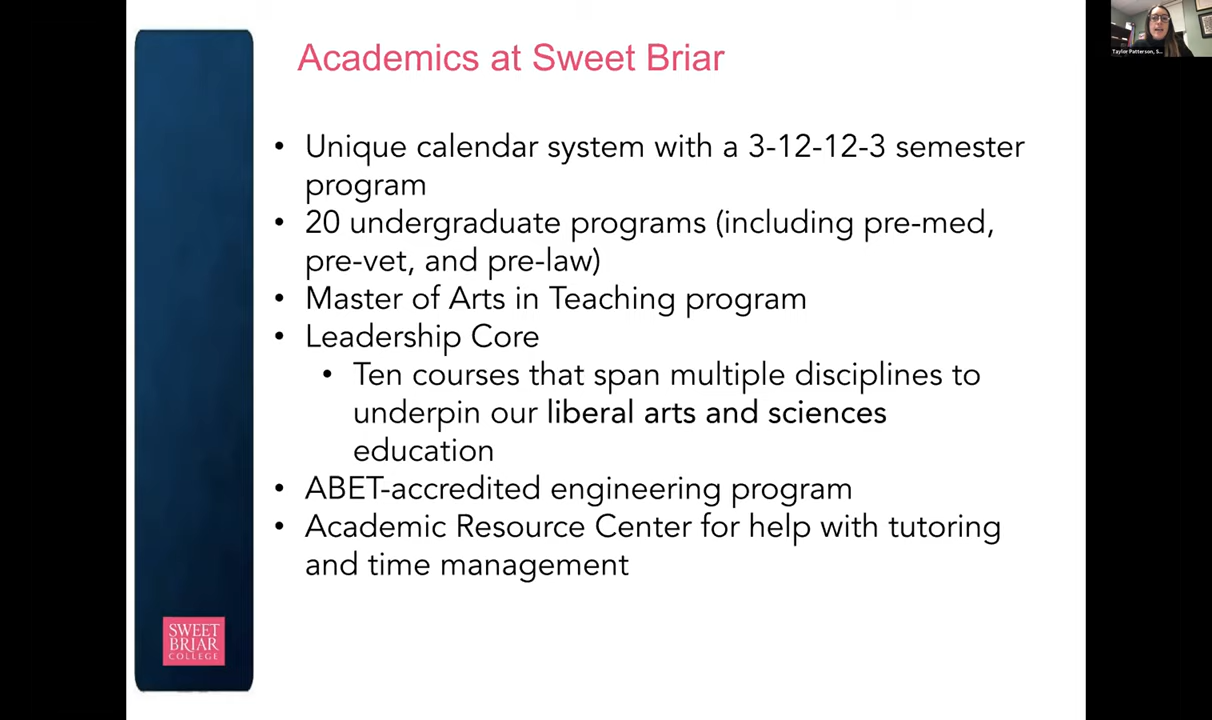 Academics at Sweet Briar
• Unique calendar system with a 3-12-12-3 semester
program
• 20 undergraduate programs (including pre-med,
pre-vet, and pre-law)
• Master of Arts in Teaching program
• Leadership Core
• Ten courses that span multiple disciplines to
underpin our liberal arts and sciences
education
• ABET-accredited engineering program
• Academic Resource Center for help with tutoring
and time management
SWEET
BRIAR
COLLEGE
Taylor Patterson, S...